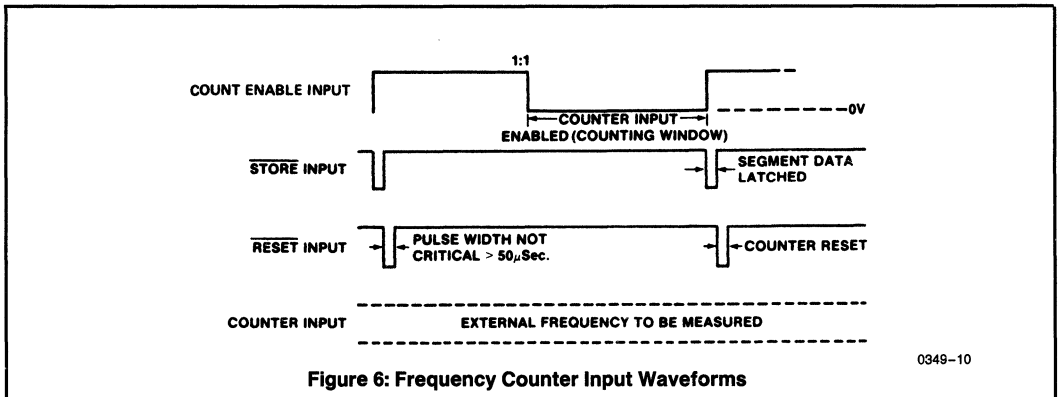 1:1
COUNT ENABLE INPUT
0V
COUNTER INPUT
ENABLED (COUNTING WINDOW)
STORE INPUT
SEGMENT DATA
LATCHED
RESET INPUT
PULSE WIDTH NOT
CRITICAL > 50μSec.
COUNTER RESET
COUNTER INPUT
EXTERNAL FREQUENCY TO BE MEASURED
0349–10
Figure 6: Frequency Counter Input Waveforms